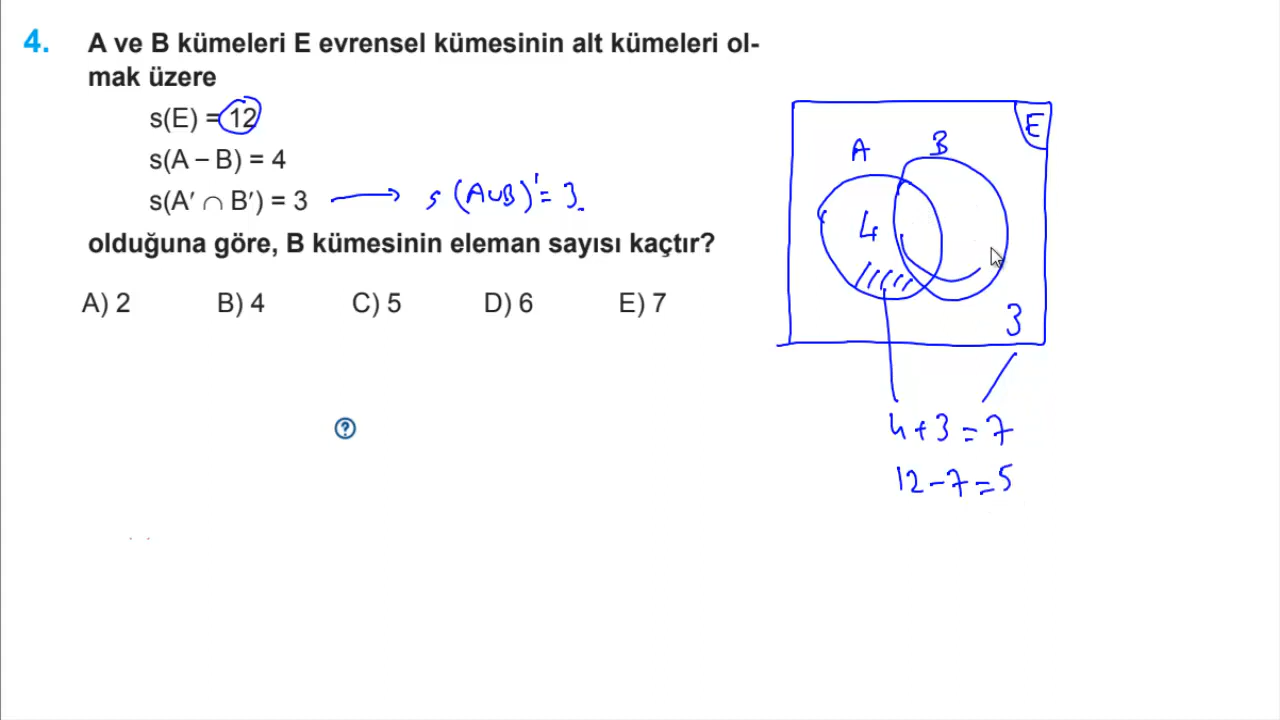 4. A ve B kümeleri E evrensel kümesinin alt kümeleri ol-
mak üzere
s(E) = 12
s(A – B) = 4
s(A′ ∩ B′) = 3 → s (A∪B)' = 3
olduğuna göre, B kümesinin eleman sayısı kaçtır?
A) 2 B) 4 C) 5 D) 6 E) 7
E
A B
4
3
4 + 3 = 7
12 - 7 = 5